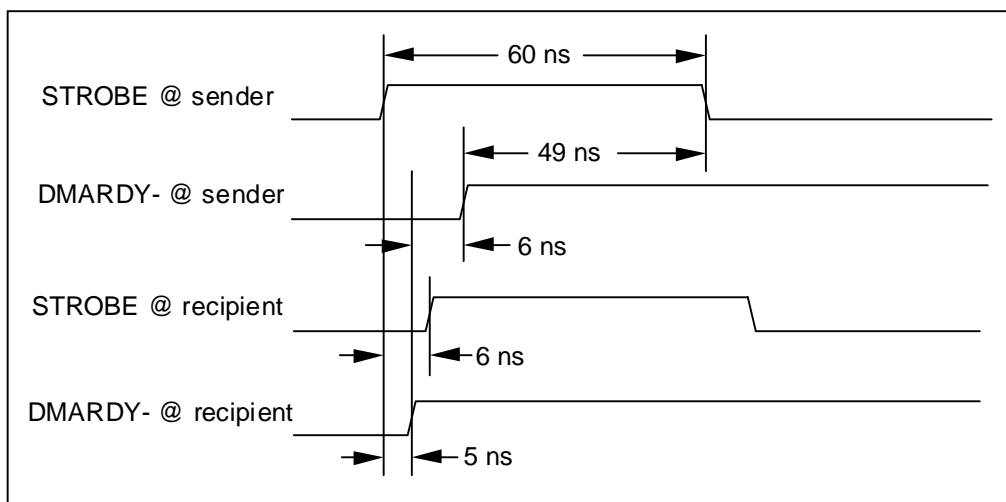 60 ns
STROBE @ sender
49 ns
DMARDY- @ sender
6 ns
STROBE @ recipient
6 ns
DMARDY- @ recipient
5 ns